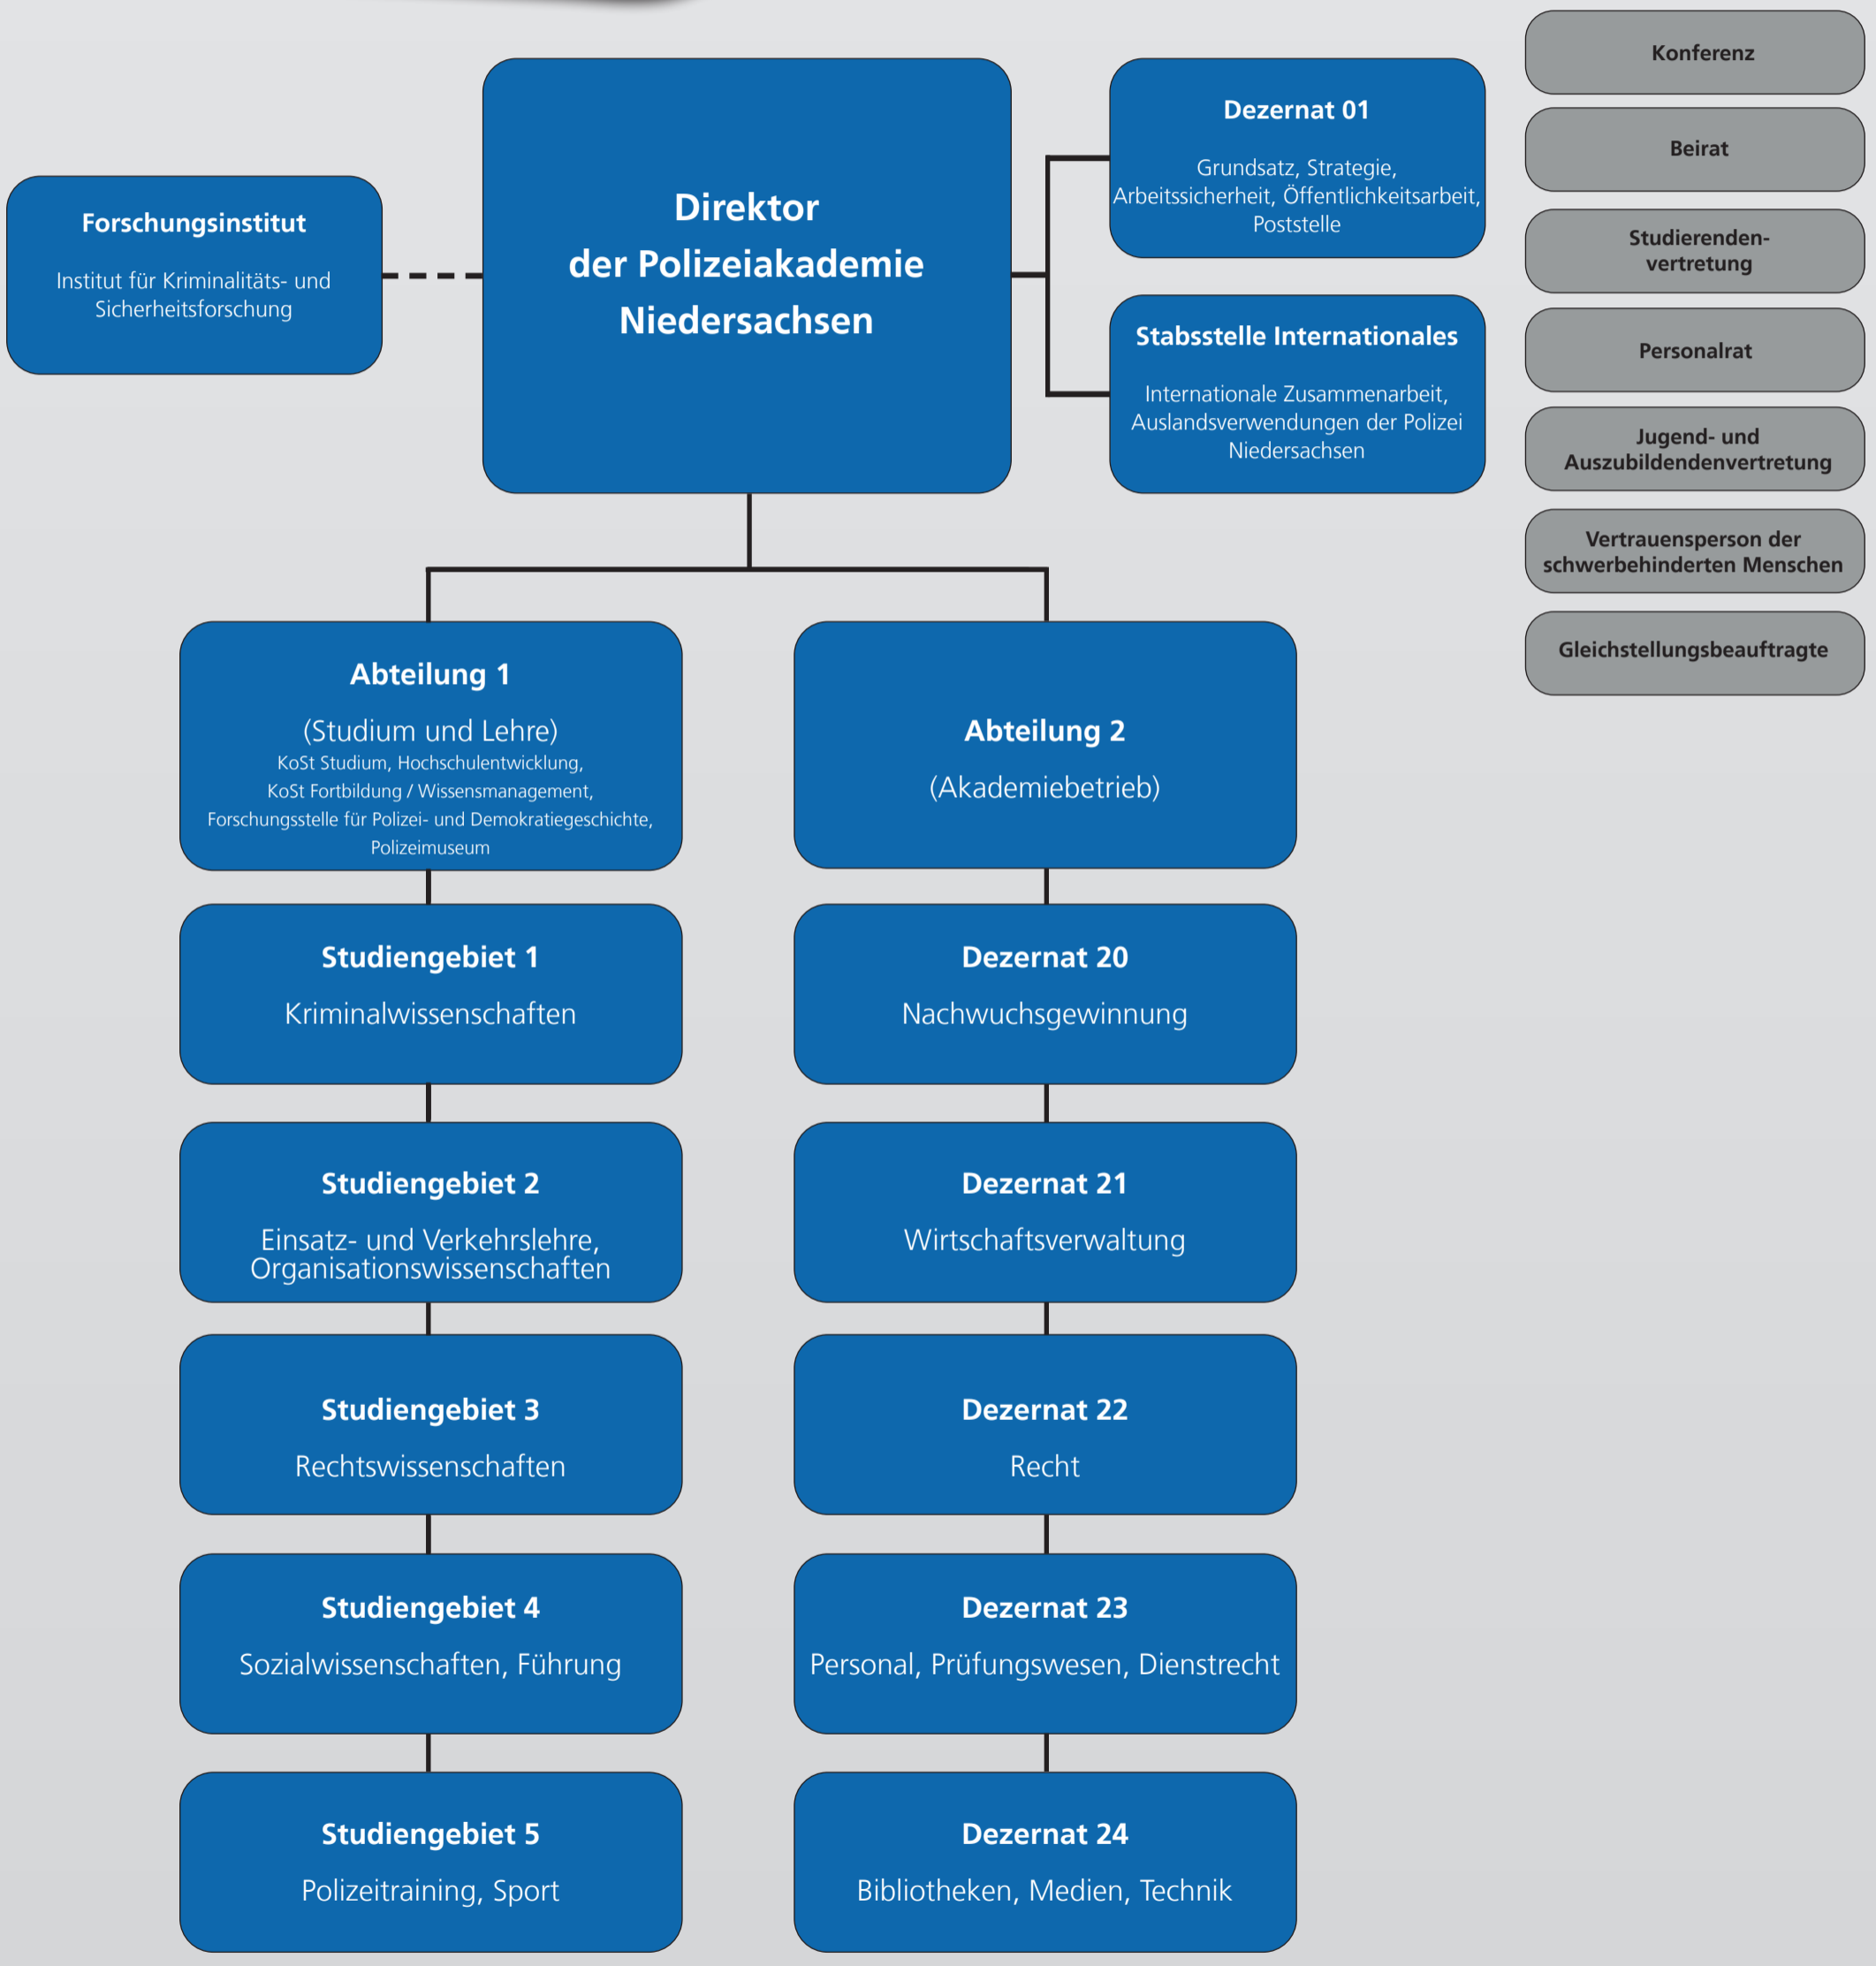 Forschungsinstitut
Institut für Kriminalitäts- und
Sicherheitsforschung
Direktor
der Polizeiakademie
Niedersachsen
Dezernat 01
Grundsatz, Strategie,
Arbeitssicherheit, Öffentlichkeitsarbeit,
Poststelle
Stabsstelle Internationales
Internationale Zusammenarbeit,
Auslandsverwendungen der Polizei
Niedersachsen
Konferenz
Beirat
Studierenden-
vertretung
Personalrat
Jugend- und
Auszubildendenvertretung
Vertrauensperson der
schwerbehinderten Menschen
Gleichstellungsbeauftragte
Abteilung 1
(Studium und Lehre)
KoSt Studium, Hochschulentwicklung,
KoSt Fortbildung / Wissensmanagement,
Forschungsstelle für Polizei- und Demokratiegeschichte,
Polizeimuseum
Studiengebiet 1
Kriminalwissenschaften
Studiengebiet 2
Einsatz- und Verkehrslehre,
Organisationswissenschaften
Studiengebiet 3
Rechtswissenschaften
Studiengebiet 4
Sozialwissenschaften, Führung
Studiengebiet 5
Polizeitraining, Sport
Abteilung 2
(Akademiebetrieb)
Dezernat 20
Nachwuchsgewinnung
Dezernat 21
Wirtschaftsverwaltung
Dezernat 22
Recht
Dezernat 23
Personal, Prüfungswesen, Dienstrecht
Dezernat 24
Bibliotheken, Medien, Technik